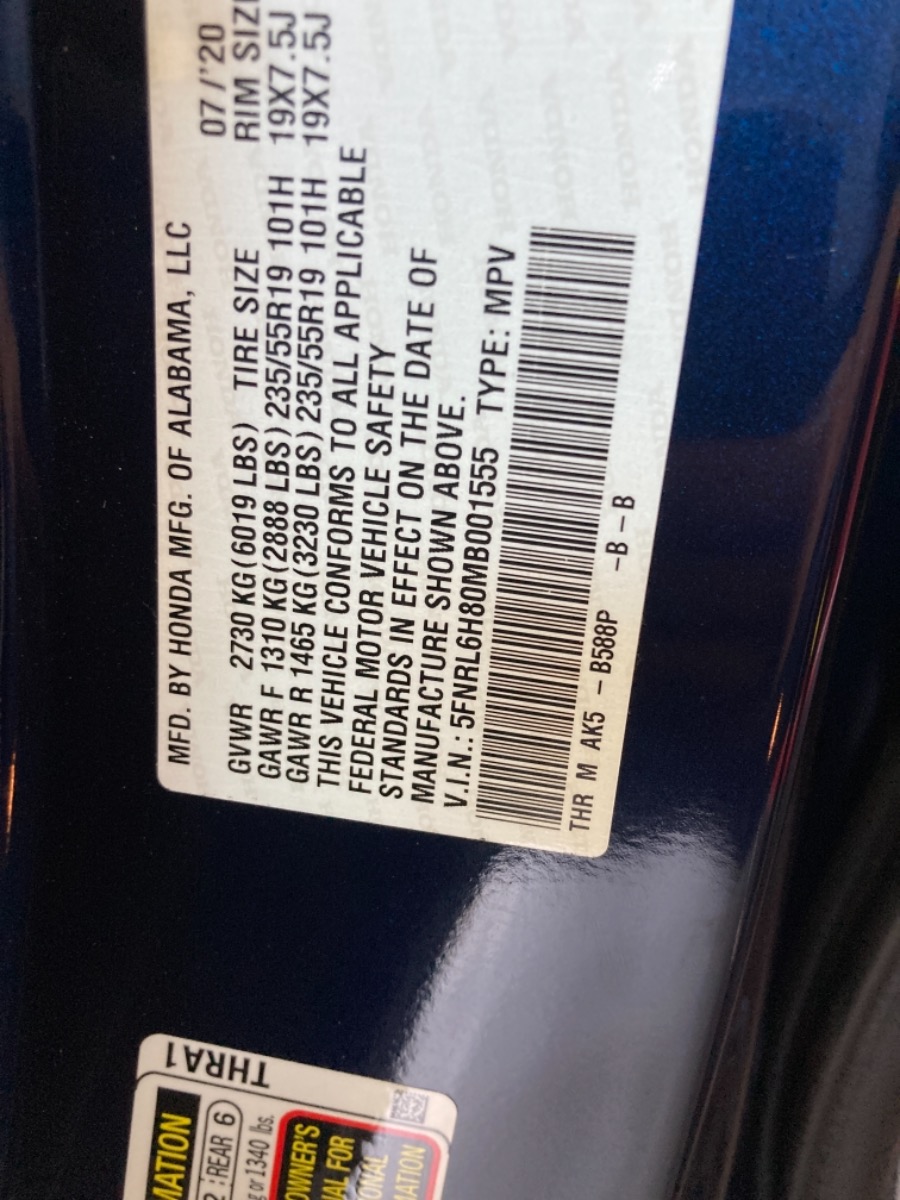 MFD. BY HONDA MFG. OF ALABAMA, LLC 07/'20
GVWR 2730 KG(6019 LBS) TIRE SIZE RIM
GAWR F 1310 KG(2888 LBS) 235/55R19 101H 19X7.5J
GAWR R 1465 KG(3230 LBS) 235/55R19 101H 19X7.5J
THIS VEHICLE CONFORMS TO ALL APPLICABLE
FEDERAL MOTOR VEHICLE SAFETY
STANDARDS IN EFFECT ON THE DATE OF
MANUFACTURE SHOWN ABOVE.
V.I.N.: 5FNRL6H80MB001555 TYPE: MPV
THR M AK5 - B588P - B - B
THRA1
MATION
2 :REAR 6
g or 1340 lbs.
OWNER'S
AL FOR
ONAL
MATION